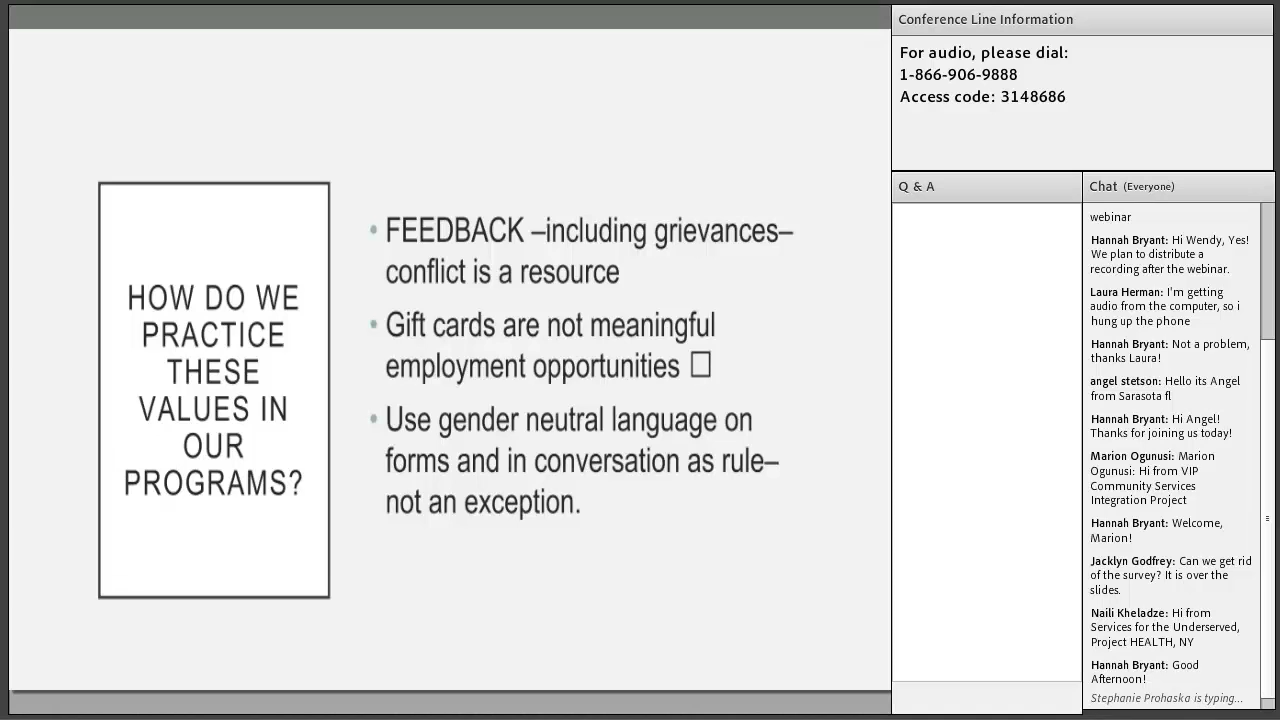 HOW DO WE
PRACTICE
THESE
VALUES IN
OUR
PROGRAMS?
• FEEDBACK –including grievances–
conflict is a resource
• Gift cards are not meaningful
employment opportunities ☐
• Use gender neutral language on
forms and in conversation as rule–
not an exception.
Conference Line Information
For audio, please dial:
1-866-906-9888
Access code: 3148686
Q & A
Chat (Everyone)
webinar
Hannah Bryant: Hi Wendy, Yes!
We plan to distribute a
recording after the webinar.
Laura Herman: I'm getting
audio from the computer, so i
hung up the phone
Hannah Bryant: Not a problem,
thanks Laura!
angel stetson: Hello its Angel
from Sarasota fl
Hannah Bryant: Hi Angel!
Thanks for joining us today!
Marion Ogunusi: Marion
Ogunusi: Hi from VIP
Community Services
Integration Project
Hannah Bryant: Welcome,
Marion!
Jacklyn Godfrey: Can we get rid
of the survey? It is over the
slides.
Naili Kheladze: Hi from
Services for the Underserved,
Project HEALTH, NY
Hannah Bryant: Good
Afternoon!
Stephanie Prohaska is typing...